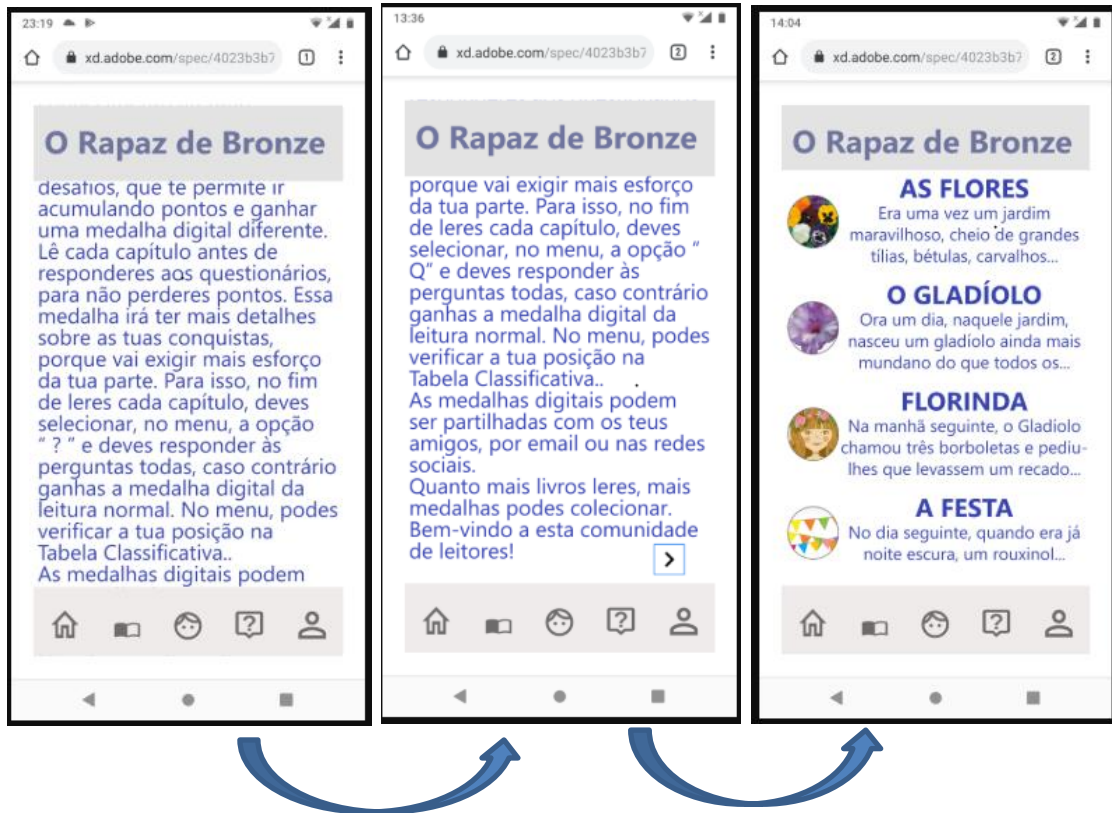 23:19
xd.adobe.com/spec/4023b3b7
1
O Rapaz de Bronze
desafios, que te permite ir
acumulando pontos e ganhar
uma medalha digital diferente.
Lê cada capítulo antes de
responderes aos questionários,
para não perderes pontos. Essa
medalha irá ter mais detalhes
sobre as tuas conquistas,
porque vai exigir mais esforço
da tua parte. Para isso, no fim
de leres cada capítulo, deves
selecionar, no menu, a opção
" ? " e deves responder às
perguntas todas, caso contrário
ganhas a medalha digital da
leitura normal. No menu, podes
verificar a tua posição na
Tabela Classificativa..
As medalhas digitais podem
13:36
xd.adobe.com/spec/4023b3b7
2
O Rapaz de Bronze
porque vai exigir mais esforço
da tua parte. Para isso, no fim
de leres cada capítulo, deves
selecionar, no menu, a opção "
Q" e deves responder às
perguntas todas, caso contrário
ganhas a medalha digital da
leitura normal. No menu, podes
verificar a tua posição na
Tabela Classificativa..
As medalhas digitais podem
ser partilhadas com os teus
amigos, por email ou nas redes
sociais.
Quanto mais livros leres, mais
medalhas podes colecionar.
Bem-vindo a esta comunidade
de leitores!
14:04
xd.adobe.com/spec/4023b3b7
2
O Rapaz de Bronze
AS FLORES
Era uma vez um jardim
maravilhoso, cheio de grandes
tílias, bétulas, carvalhos...
O GLADÍOLO
Ora um dia, naquele jardim,
nasceu um gladíolo ainda mais
mundano do que todos os...
FLORINDA
Na manhã seguinte, o Gladíolo
chamou três borboletas e pediu-
lhes que levassem um recado...
A FESTA
No dia seguinte, quando era já
noite escura, um rouxinol...